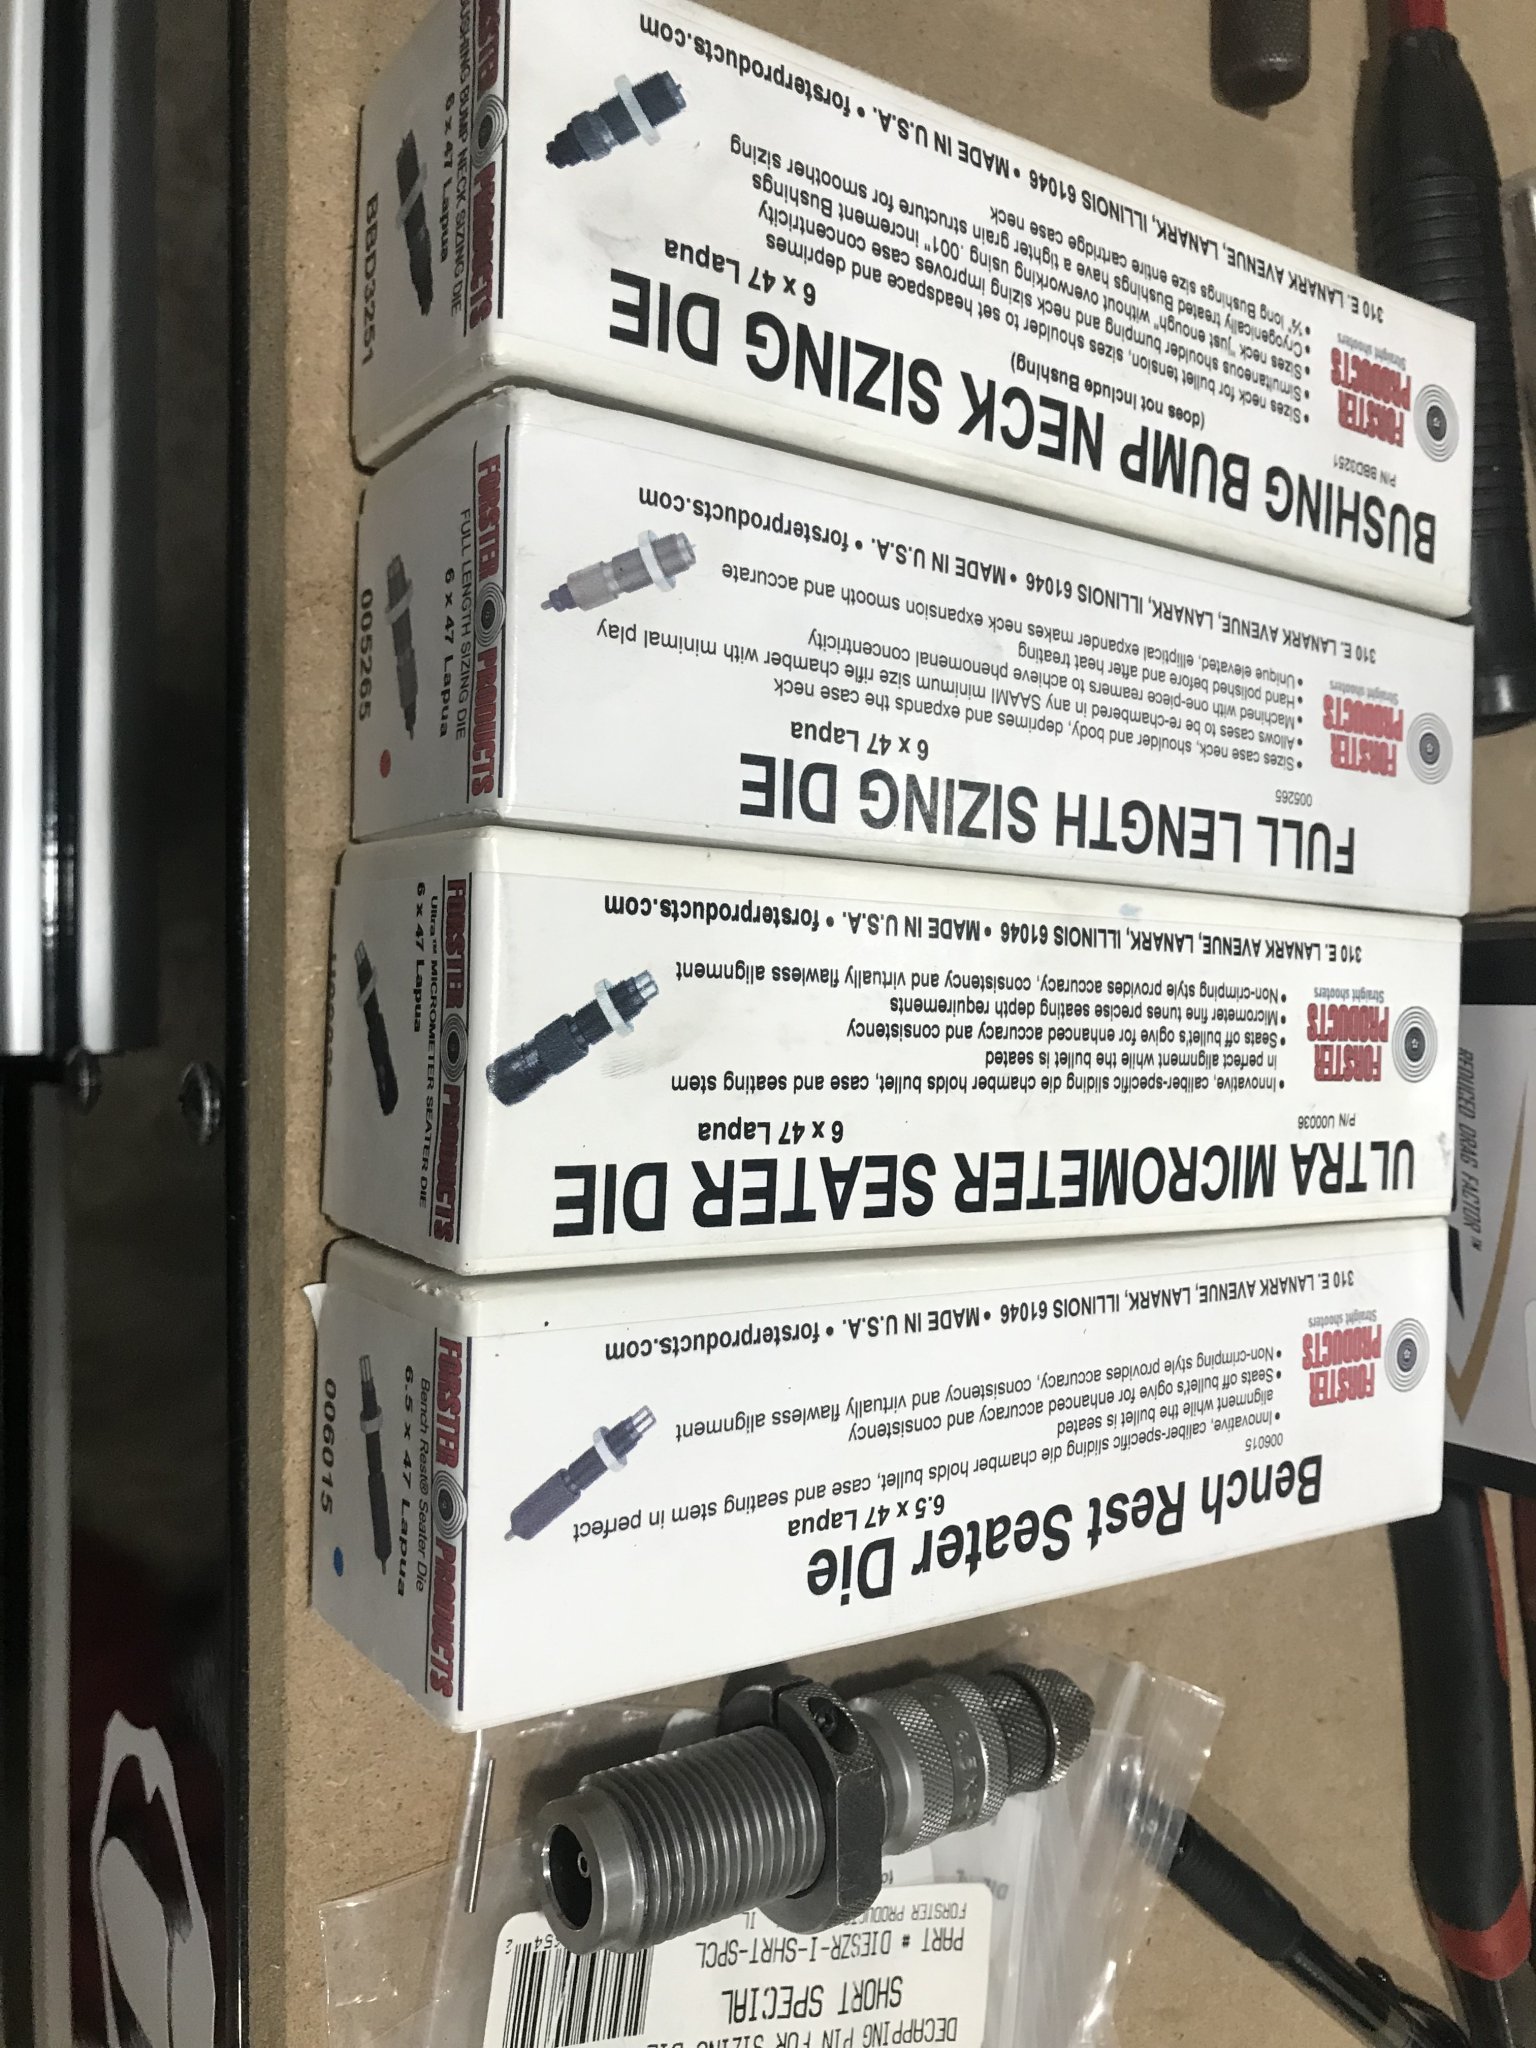 BUSHING BUMP NECK SIZING DIE
P/N BBD3251
(does not include Bushing)
6 x 47 Lapua
• Sizes neck for bullet tension, sizes shoulder to set headspace and deprimes
• Simultaneous shoulder bumping and neck sizing improves case concentricity
• Sizes neck "just enough" without overworking using .001" increment Bushings
• Cryogenically treated Bushings have a tighter grain structure for smoother sizing
• ½" long Bushings size entire cartridge case neck
FORSTER
PRODUCTS
Straight shooters
310 E. LANARK AVENUE, LANARK, ILLINOIS 61046 • MADE IN U.S.A. • forsterproducts.com
FORSTER PRODUCTS
BUSHING BUMP NECK SIZING DIE
6 x 47 Lapua
BBD3251
FULL LENGTH SIZING DIE
005265
6 x 47 Lapua
• Sizes case neck, shoulder and body, deprimes and expands the case neck
• Allows cases to be re-chambered in any SAAMI minimum size rifle chamber with minimal play
• Machined with one-piece reamers to achieve phenomenal concentricity
• Hand polished before and after heat treating
• Unique elevated, elliptical expander makes neck expansion smooth and accurate
FORSTER
PRODUCTS
Straight shooters
310 E. LANARK AVENUE, LANARK, ILLINOIS 61046 • MADE IN U.S.A. • forsterproducts.com
FORSTER PRODUCTS
FULL LENGTH SIZING DIE
6 x 47 Lapua
005265
ULTRA MICROMETER SEATER DIE
P/N U00036
6 x 47 Lapua
• Innovative, caliber-specific sliding die chamber holds bullet, case and seating stem
in perfect alignment while the bullet is seated
• Seats off bullet's ogive for enhanced accuracy and consistency
• Micrometer fine tunes precise seating depth requirements
• Non-crimping style provides accuracy, consistency and virtually flawless alignment
FORSTER
PRODUCTS
Straight shooters
310 E. LANARK AVENUE, LANARK, ILLINOIS 61046 • MADE IN U.S.A. • forsterproducts.com
FORSTER PRODUCTS
Ultra™ MICROMETER SEATER DIE
6 x 47 Lapua
Bench Rest Seater Die
006015
6.5 x 47 Lapua
• Innovative, caliber-specific sliding die chamber holds bullet, case and seating stem in perfect
alignment while the bullet is seated
• Seats off bullet's ogive for enhanced accuracy and consistency
• Non-crimping style provides accuracy, consistency and virtually flawless alignment
FORSTER
PRODUCTS
Straight shooters
310 E. LANARK AVENUE, LANARK, ILLINOIS 61046 • MADE IN U.S.A. • forsterproducts.com
FORSTER PRODUCTS
Bench Rest® Seater Die
6.5 x 47 Lapua
006015
REDUCED DRAG FACTOR™
DECAPPING PIN FOR SIZING
SHORT SPECIAL
PART # DIESZR-I-SHRT-SPCL
FORSTER PRODUCTS
IL